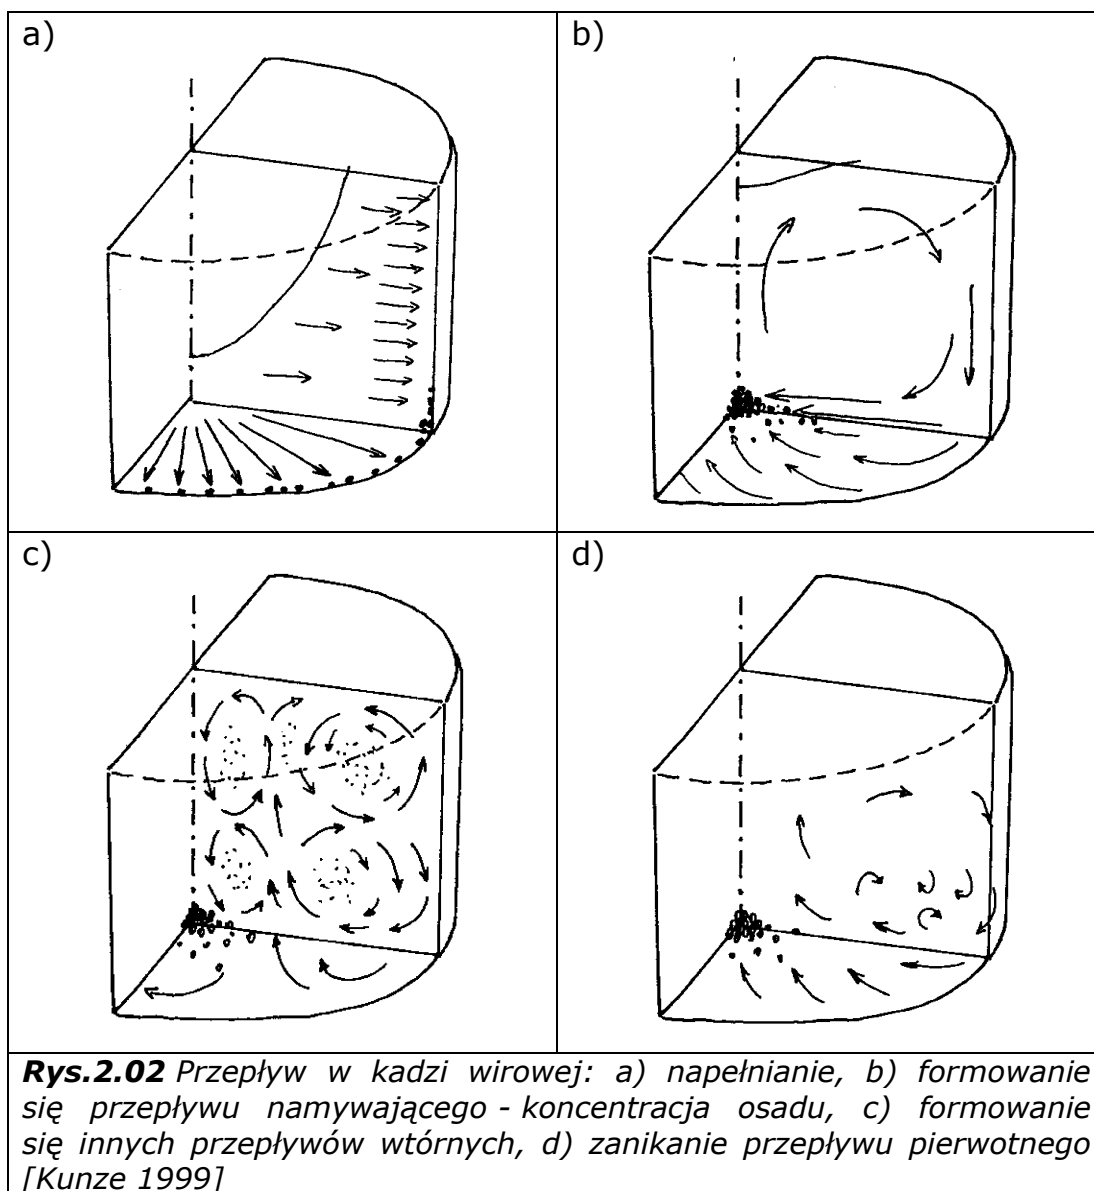 a)
b)
c)
d)
Rys.2.02 Przepływ w kadzi wirowej: a) napełnianie, b) formowanie
się przepływu namywającego - koncentracja osadu, c) formowanie
się innych przepływów wtórnych, d) zanikanie przepływu pierwotnego
[Kunze 1999]